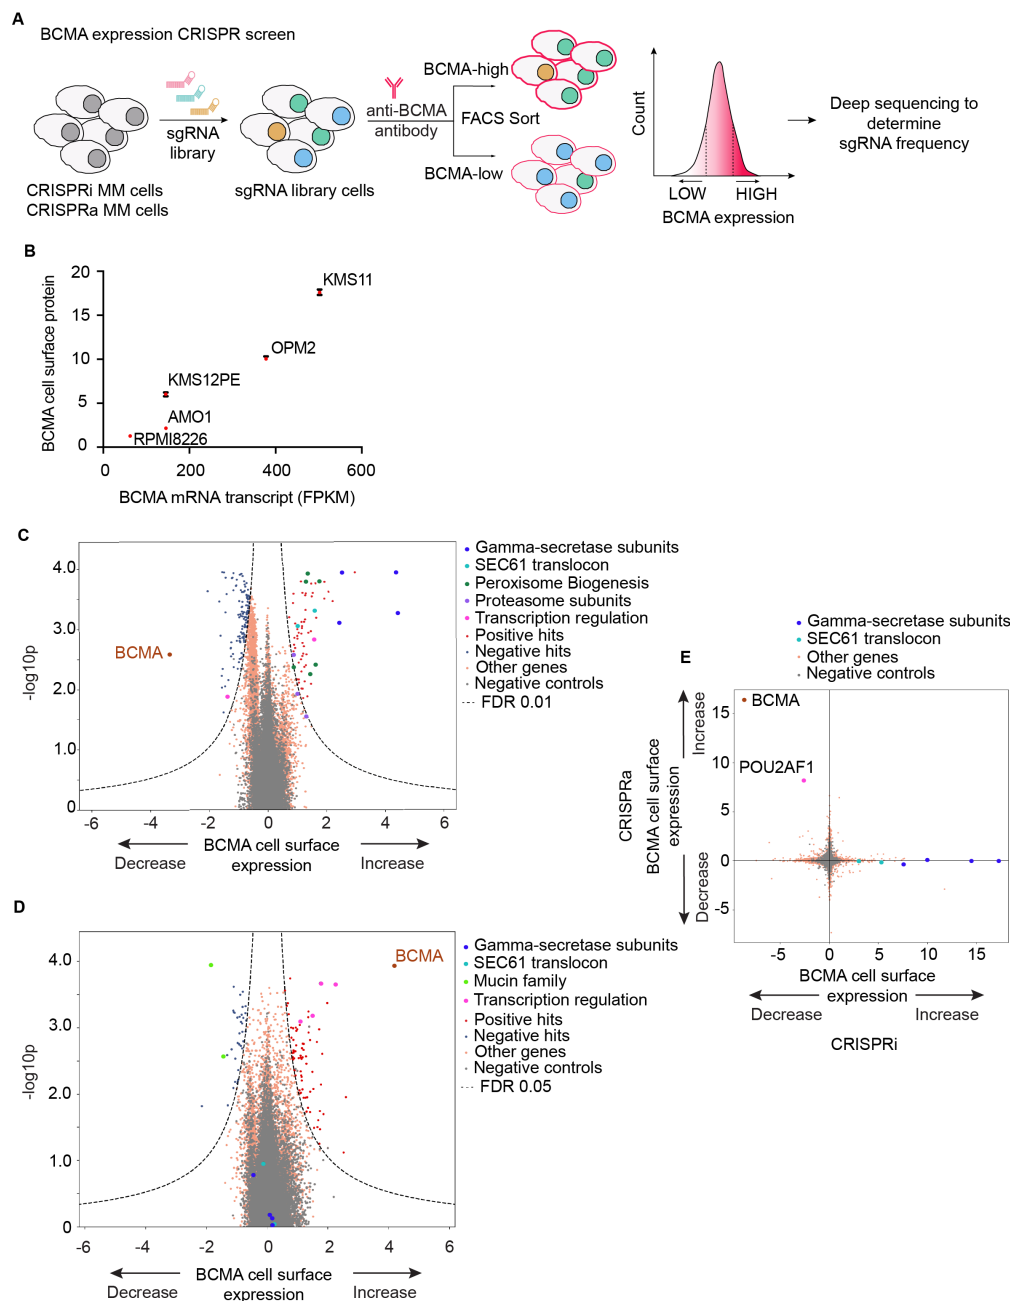 A
BCMA expression CRISPR screen
sgRNA
library
CRISPRi MM cells
CRISPRa MM cells
sgRNA library cells
anti-BCMA
antibody
BCMA-high
FACS Sort
BCMA-low
Count
LOW
HIGH
BCMA expression
Deep sequencing to
determine
sgRNA frequency
B
BCMA cell surface protein
20
15
10
5
0
KMS11
OPM2
KMS12PE
AMO1
RPMI8226
0
200
400
600
BCMA mRNA transcript (FPKM)
C
-log10p
4.0
3.0
2.0
1.0
0
BCMA
-6
-4
-2
0
2
4
6
BCMA cell surface
expression
Decrease
Increase
Gamma-secretase subunits
SEC61 translocon
Peroxisome Biogenesis
Proteasome subunits
Transcription regulation
Positive hits
Negative hits
Other genes
Negative controls
FDR 0.01
D
-log10p
4.0
3.0
2.0
1.0
0
BCMA
-6
-4
-2
0
2
4
6
BCMA cell surface
expression
Decrease
Increase
Gamma-secretase subunits
SEC61 translocon
Mucin family
Transcription regulation
Positive hits
Negative hits
Other genes
Negative controls
FDR 0.05
E
Gamma-secretase subunits
SEC61 translocon
Other genes
Negative controls
CRISPRa
BCMA cell surface
expression
Increase
Decrease
15
10
5
0
-5
BCMA
POU2AF1
-5
0
5
10
15
BCMA cell surface
expression
Decrease
Increase
CRISPRi